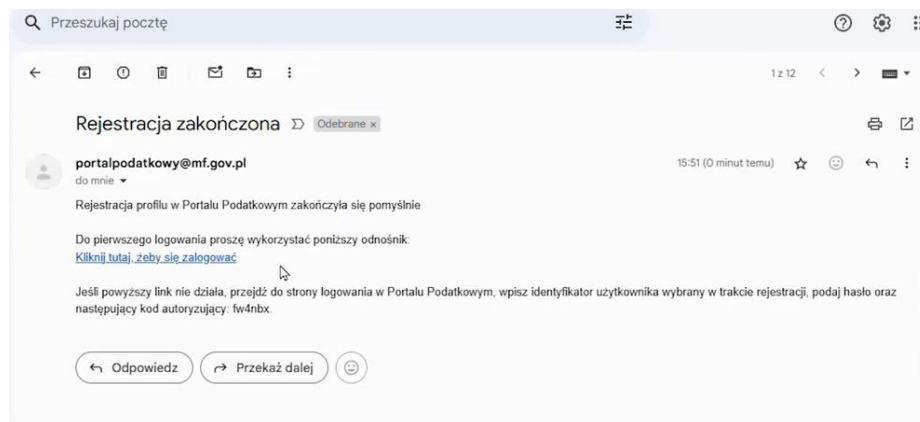 Przeszukaj pocztę
1 z 12
Rejestracja zakończona Odebrane ×
portalpodatkowy@mf.gov.pl
15:51 (0 minut temu)
do mnie
Rejestracja profilu w Portalu Podatkowym zakończyła się pomyślnie
Do pierwszego logowania proszę wykorzystać poniższy odnośnik:
Kliknij tutaj, żeby się zalogować
Jeśli powyższy link nie działa, przejdź do strony logowania w Portalu Podatkowym, wpisz identyfikator użytkownika wybrany w trakcie rejestracji, podaj hasło oraz
następujący kod autoryzujący: fw4nbx.
Odpowiedz Przekaż dalej